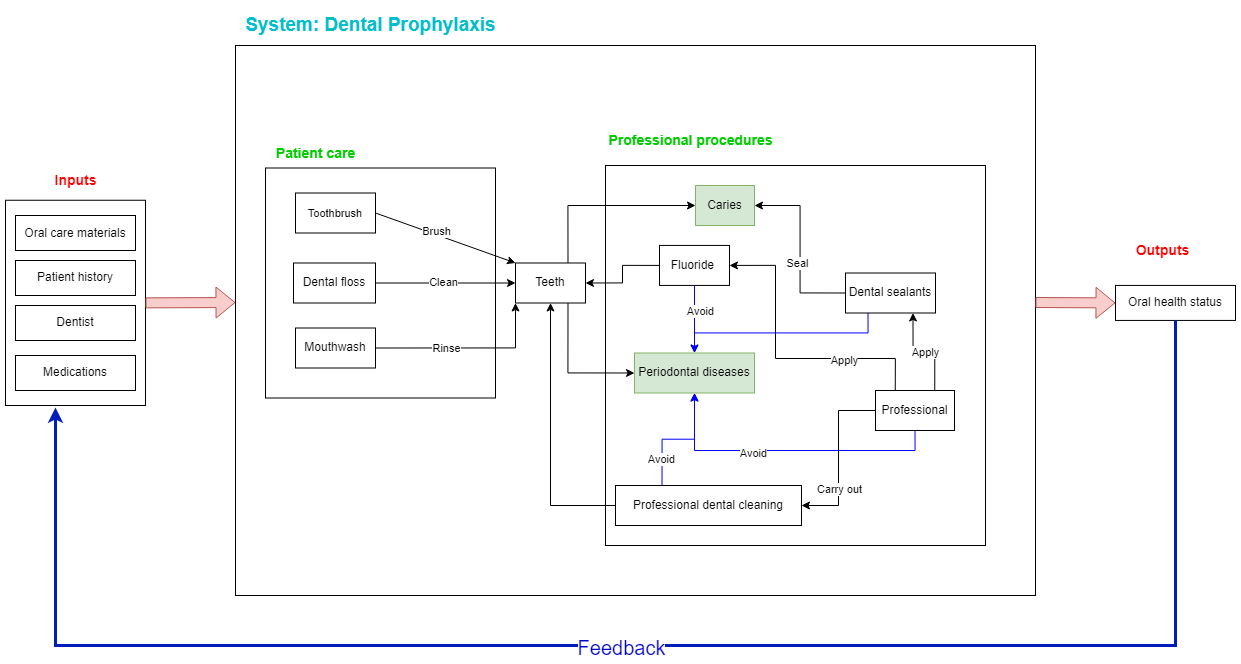 System: Dental Prophylaxis
Inputs
Oral care materials
Patient history
Dentist
Medications
Patient care
Toothbrush
Dental floss
Mouthwash
Brush
Clean
Rinse
Teeth
Professional procedures
Caries
Fluoride
Seal
Dental sealants
Avoid
Periodontal diseases
Apply
Apply
Professional
Avoid
Avoid
Carry out
Professional dental cleaning
Outputs
Oral health status
Feedback